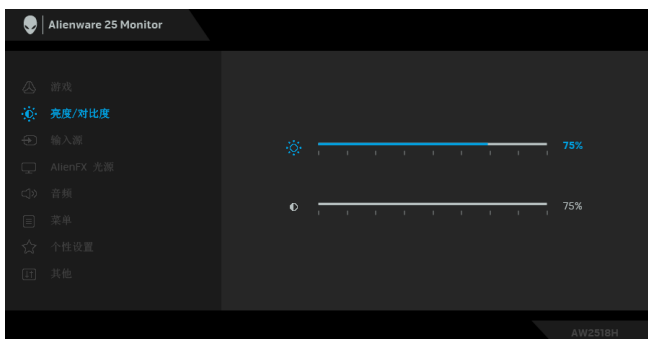 Alienware 25 Monitor
游戏
亮度/对比度
75%
输入源
AlienFX 光源
音频
75%
菜单
个性设置
其他
AW2518H